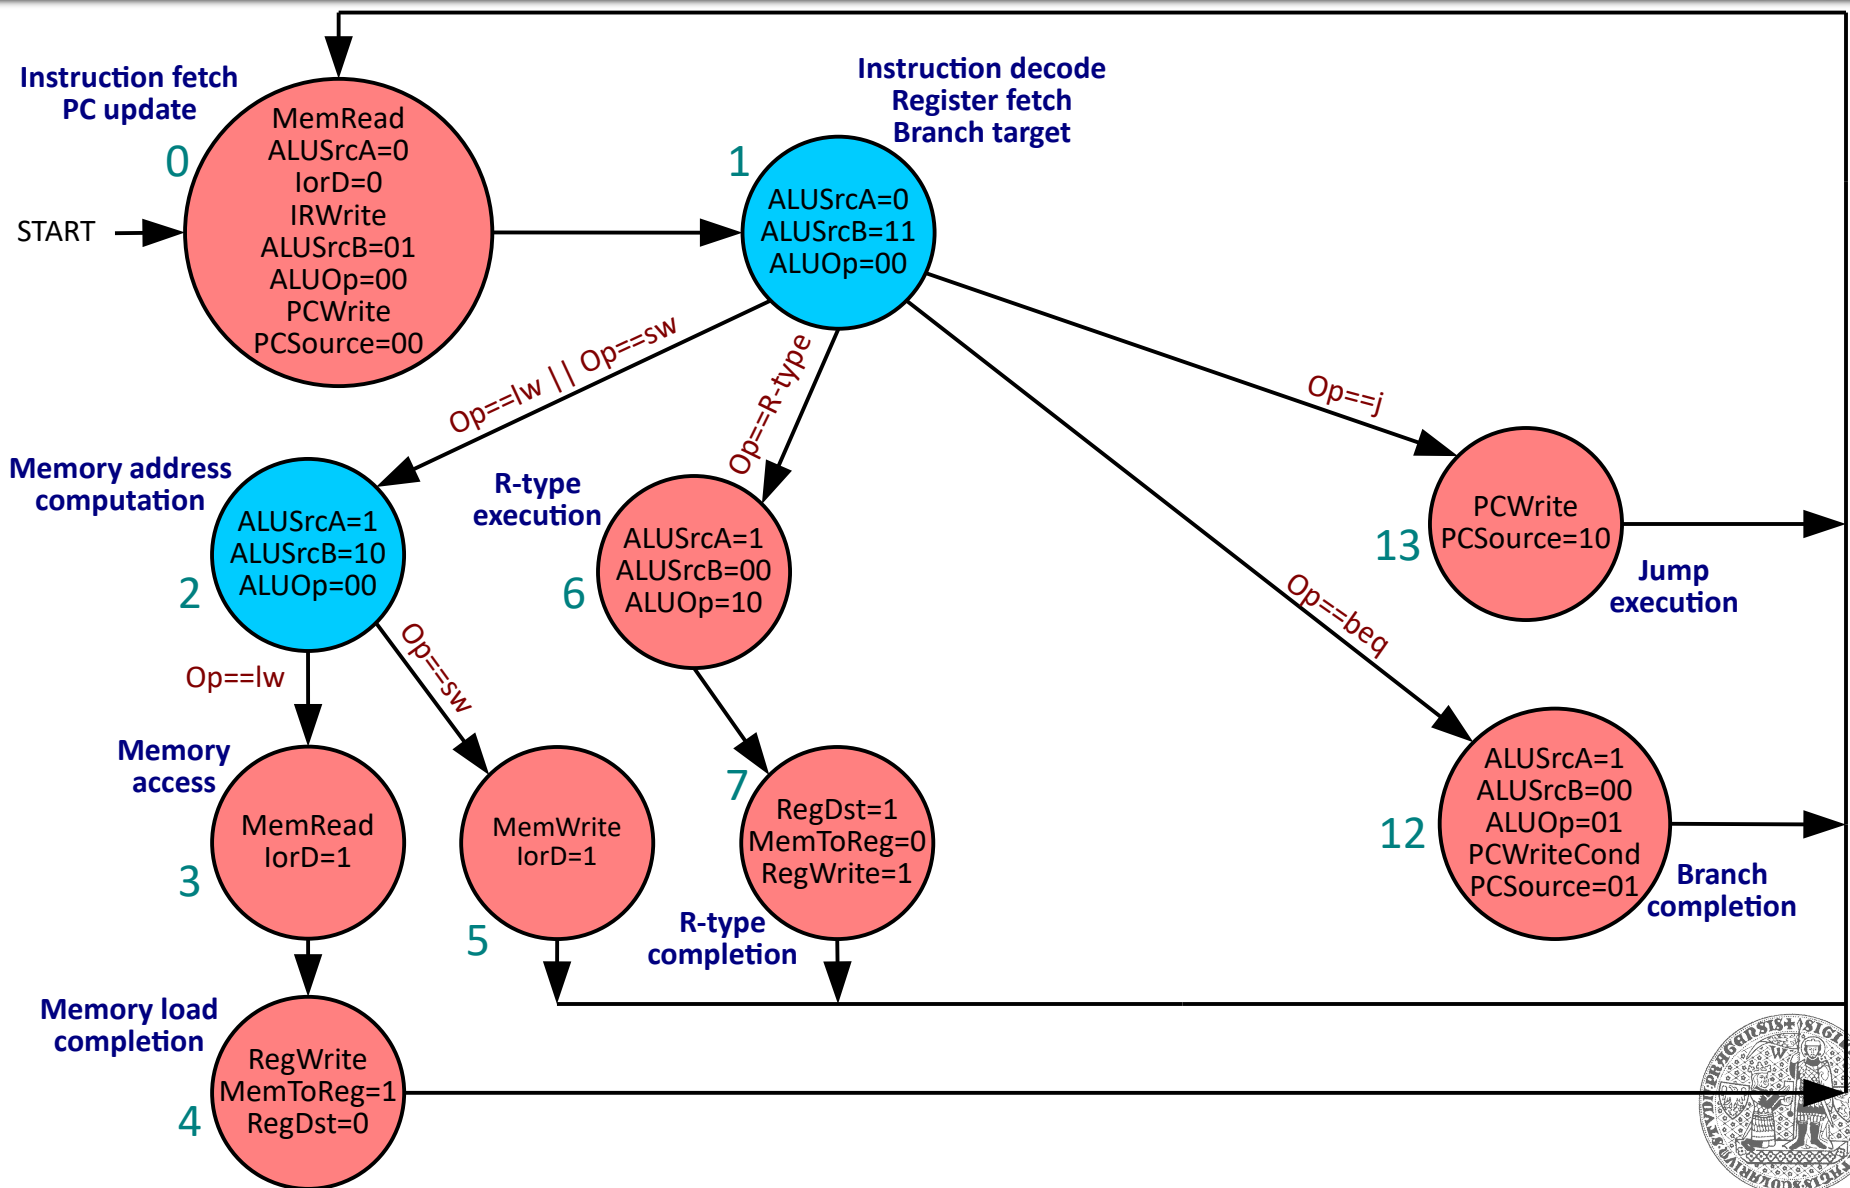 Instruction fetch
PC update
0
START
MemRead
ALUSrcA=0
IorD=0
IRWrite
ALUSrcB=01
ALUOp=00
PCWrite
PCSource=00
Instruction decode
Register fetch
Branch target
1
ALUSrcA=0
ALUSrcB=11
ALUOp=00
Op==lw || Op==sw
Op==R-type
Op==j
Op==beq
Memory address
computation
2
ALUSrcA=1
ALUSrcB=10
ALUOp=00
R-type
execution
6
ALUSrcA=1
ALUSrcB=00
ALUOp=10
13
PCWrite
PCSource=10
Jump
execution
Op==lw
Op==sw
Memory
access
3
MemRead
IorD=1
5
MemWrite
IorD=1
7
RegDst=1
MemToReg=0
RegWrite=1
R-type
completion
12
ALUSrcA=1
ALUSrcB=00
ALUOp=01
PCWriteCond
PCSource=01
Branch
completion
Memory load
completion
4
RegWrite
MemToReg=1
RegDst=0